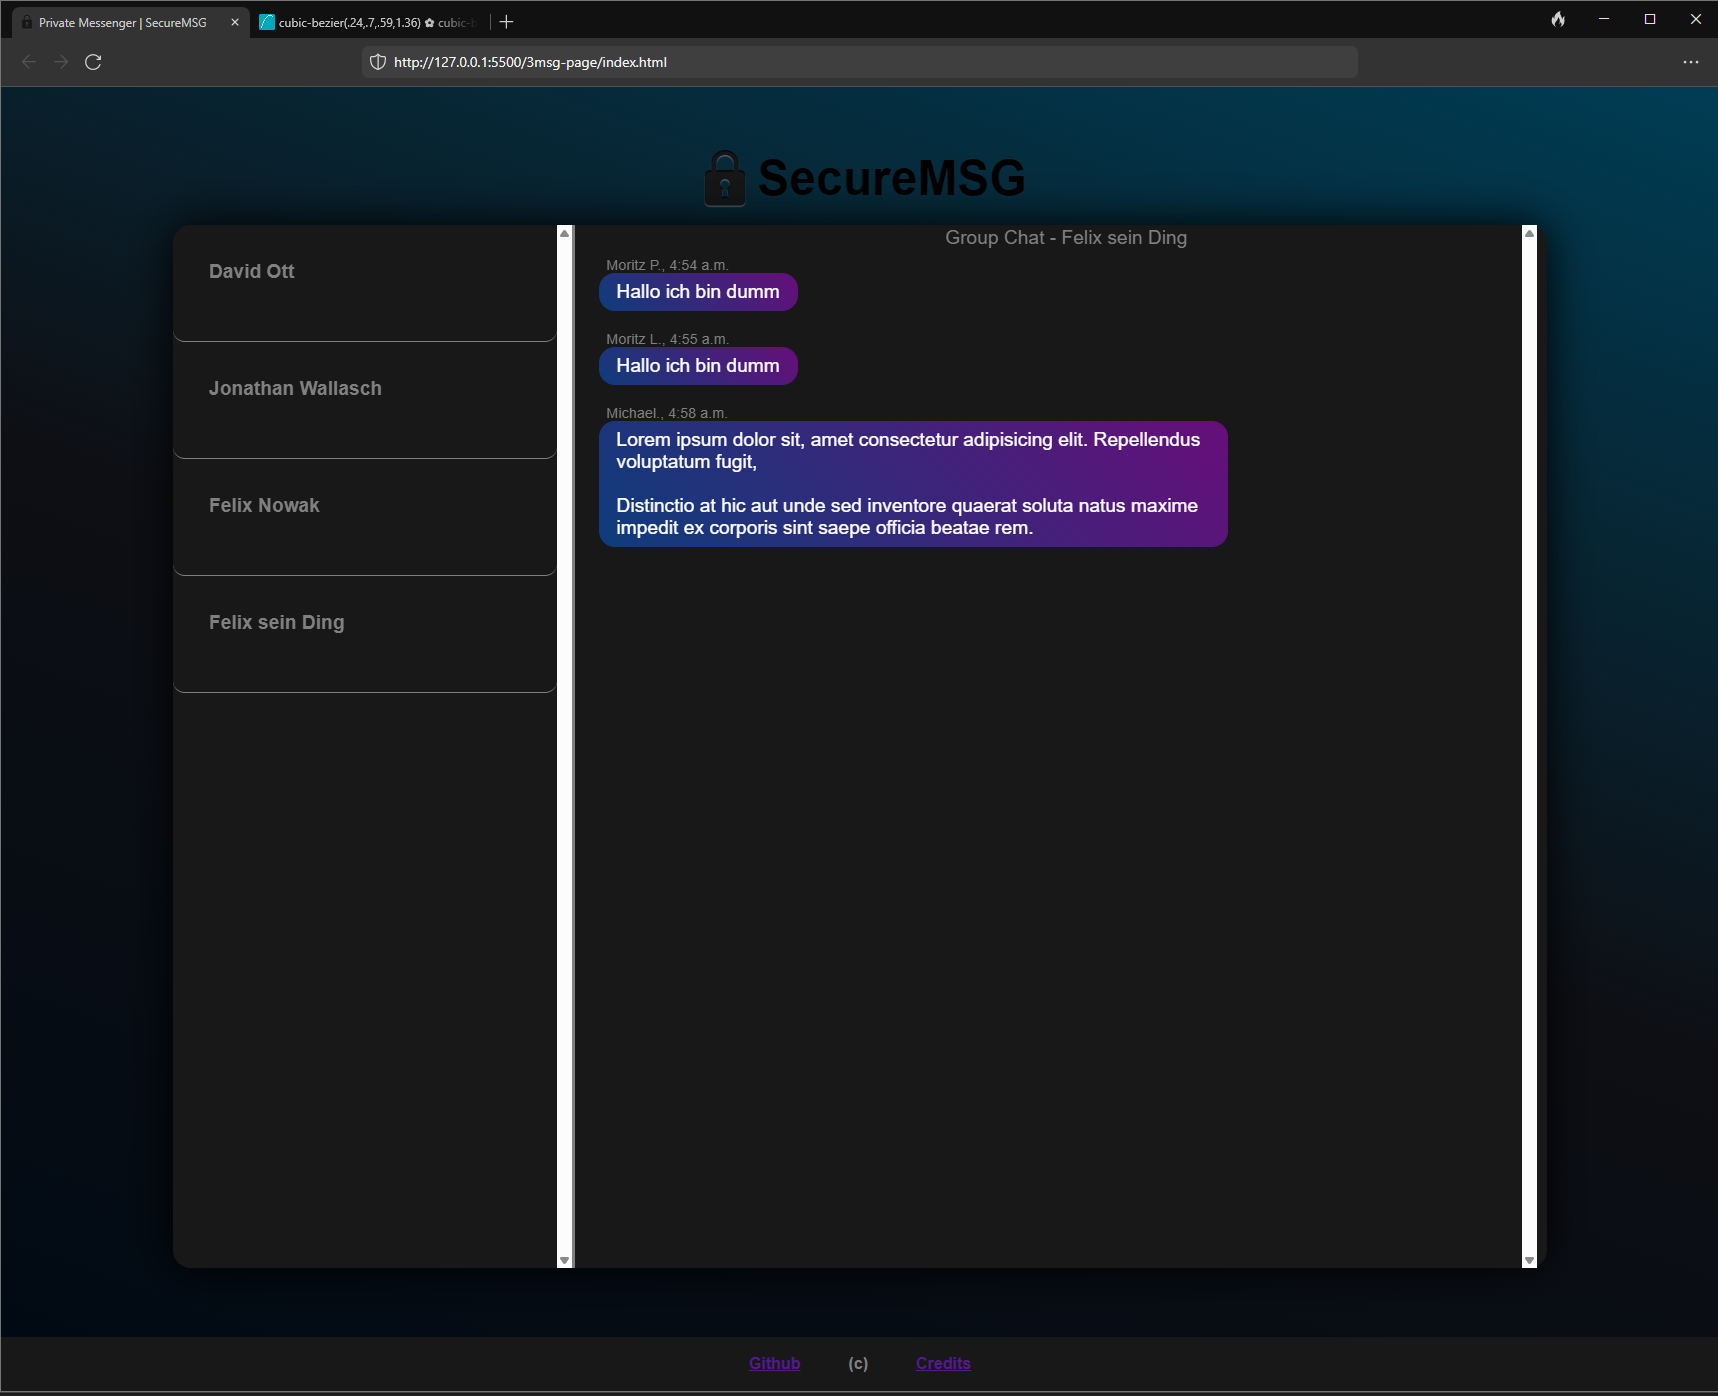 Private Messenger | SecureMSG
cubic-bezier(.24,.7,.59,1.36) ✿ cubic-b
http://127.0.0.1:5500/3msg-page/index.html
SecureMSG
David Ott
Jonathan Wallasch
Felix Nowak
Felix sein Ding
Group Chat - Felix sein Ding
Moritz P., 4:54 a.m.
Hallo ich bin dumm
Moritz L., 4:55 a.m.
Hallo ich bin dumm
Michael., 4:58 a.m.
Lorem ipsum dolor sit, amet consectetur adipisicing elit. Repellendus
voluptatum fugit,
Distinctio at hic aut unde sed inventore quaerat soluta natus maxime
impedit ex corporis sint saepe officia beatae rem.
Github (c) Credits